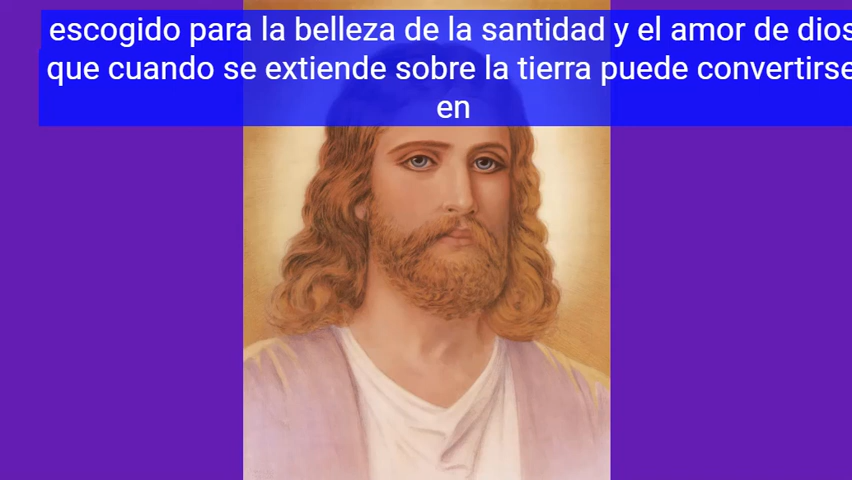 escogido para la belleza de la santidad y el amor de dios
que cuando se extiende sobre la tierra puede convertirse
en